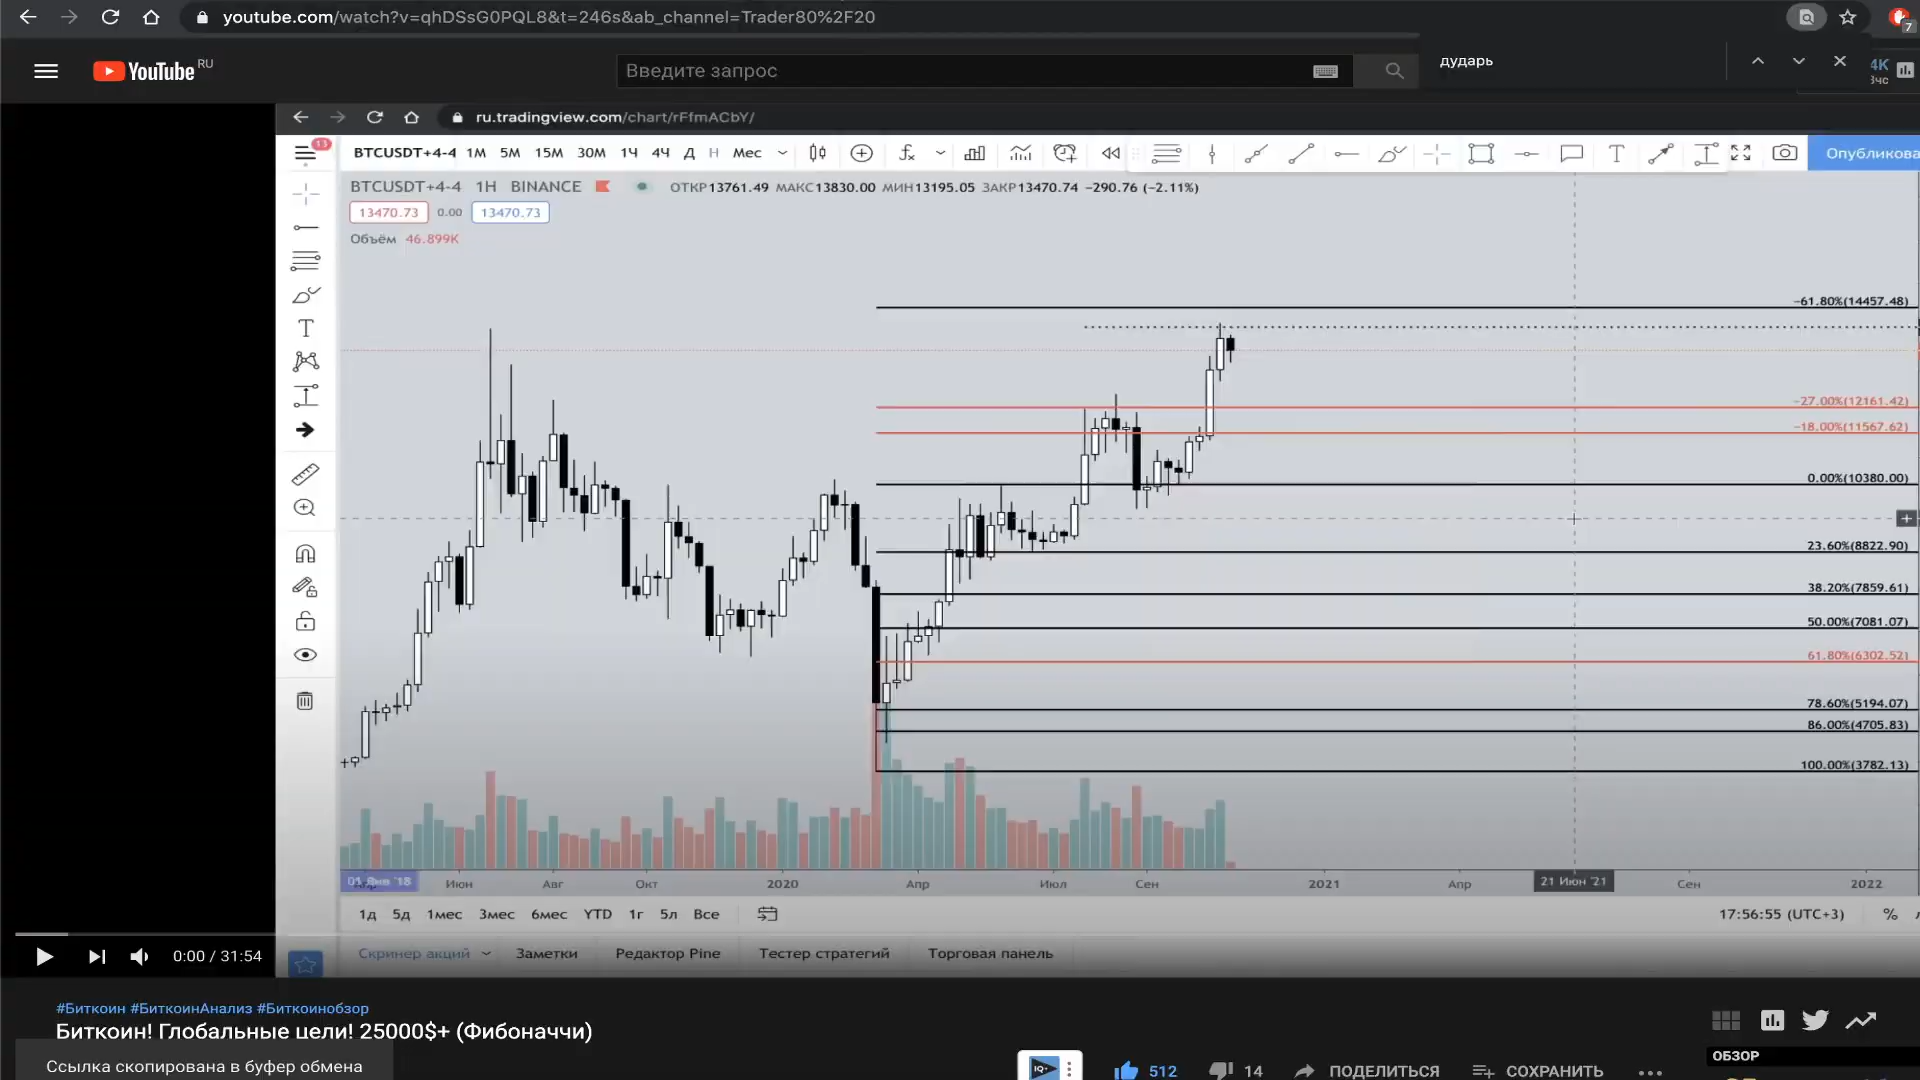 youtube.com/watch?v=qhDSsG0PQL8&t=246s&ab_channel=Trader80%2F20
7
YouTube RU
Введите запрос
дударь
4K
ru.tradingview.com/chart/rFfmACbY/
13
BTCUSDT+4-4 1М 5М 15М 30М 1Ч 4Ч Д Н Мес
Опубликова
BTCUSDT+4-4 1Н BINANCE ОТКР13761.49 МАКС13830.00 МИН13195.05 ЗАКР13470.74 −290.76 (−2.11%)
13470.73 0.00 13470.73
Объём 46.899K
−61.80%(14457.48)
−27.00%(12161.42)
−18.00%(11567.62)
0.00%(10380.00)
23.60%(8822.90)
38.20%(7859.61)
50.00%(7081.07)
61.80%(6302.52)
78.60%(5194.07)
86.00%(4705.83)
100.00%(3782.13)
01 Янв '18 Июн Авг Окт 2020 Апр Июл Сен 2021 Апр 21 Июн '21 Сен 2022
1д 5д 1мес 3мес 6мес YTD 1г 5л Все
17:56:55 (UTC+3) %
Скринер акций Заметки Редактор Pine Тестер стратегий Торговая панель
0:00 / 31:54
#Биткоин #БиткоинАнализ #Биткоинобзор
Биткоин! Глобальные цели! 25000$+ (Фибоначчи)
Ссылка скопирована в буфер обмена
IQ
512 14 ПОДЕЛИТЬСЯ СОХРАНИТЬ
ОБЗОР